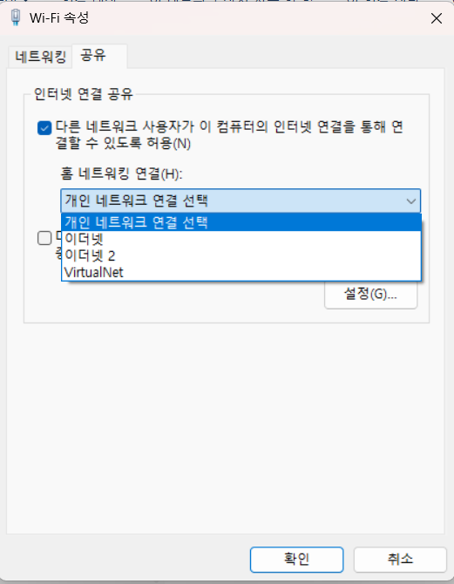 Wi-Fi 속성
네트워킹
공유
인터넷 연결 공유
다른 네트워크 사용자가 이 컴퓨터의 인터넷 연결을 통해 연
결할 수 있도록 허용(N)
홈 네트워킹 연결(H):
개인 네트워크 연결 선택
개인 네트워크 연결 선택
이더넷
이더넷 2
VirtualNet
설정(G)...
확인
취소